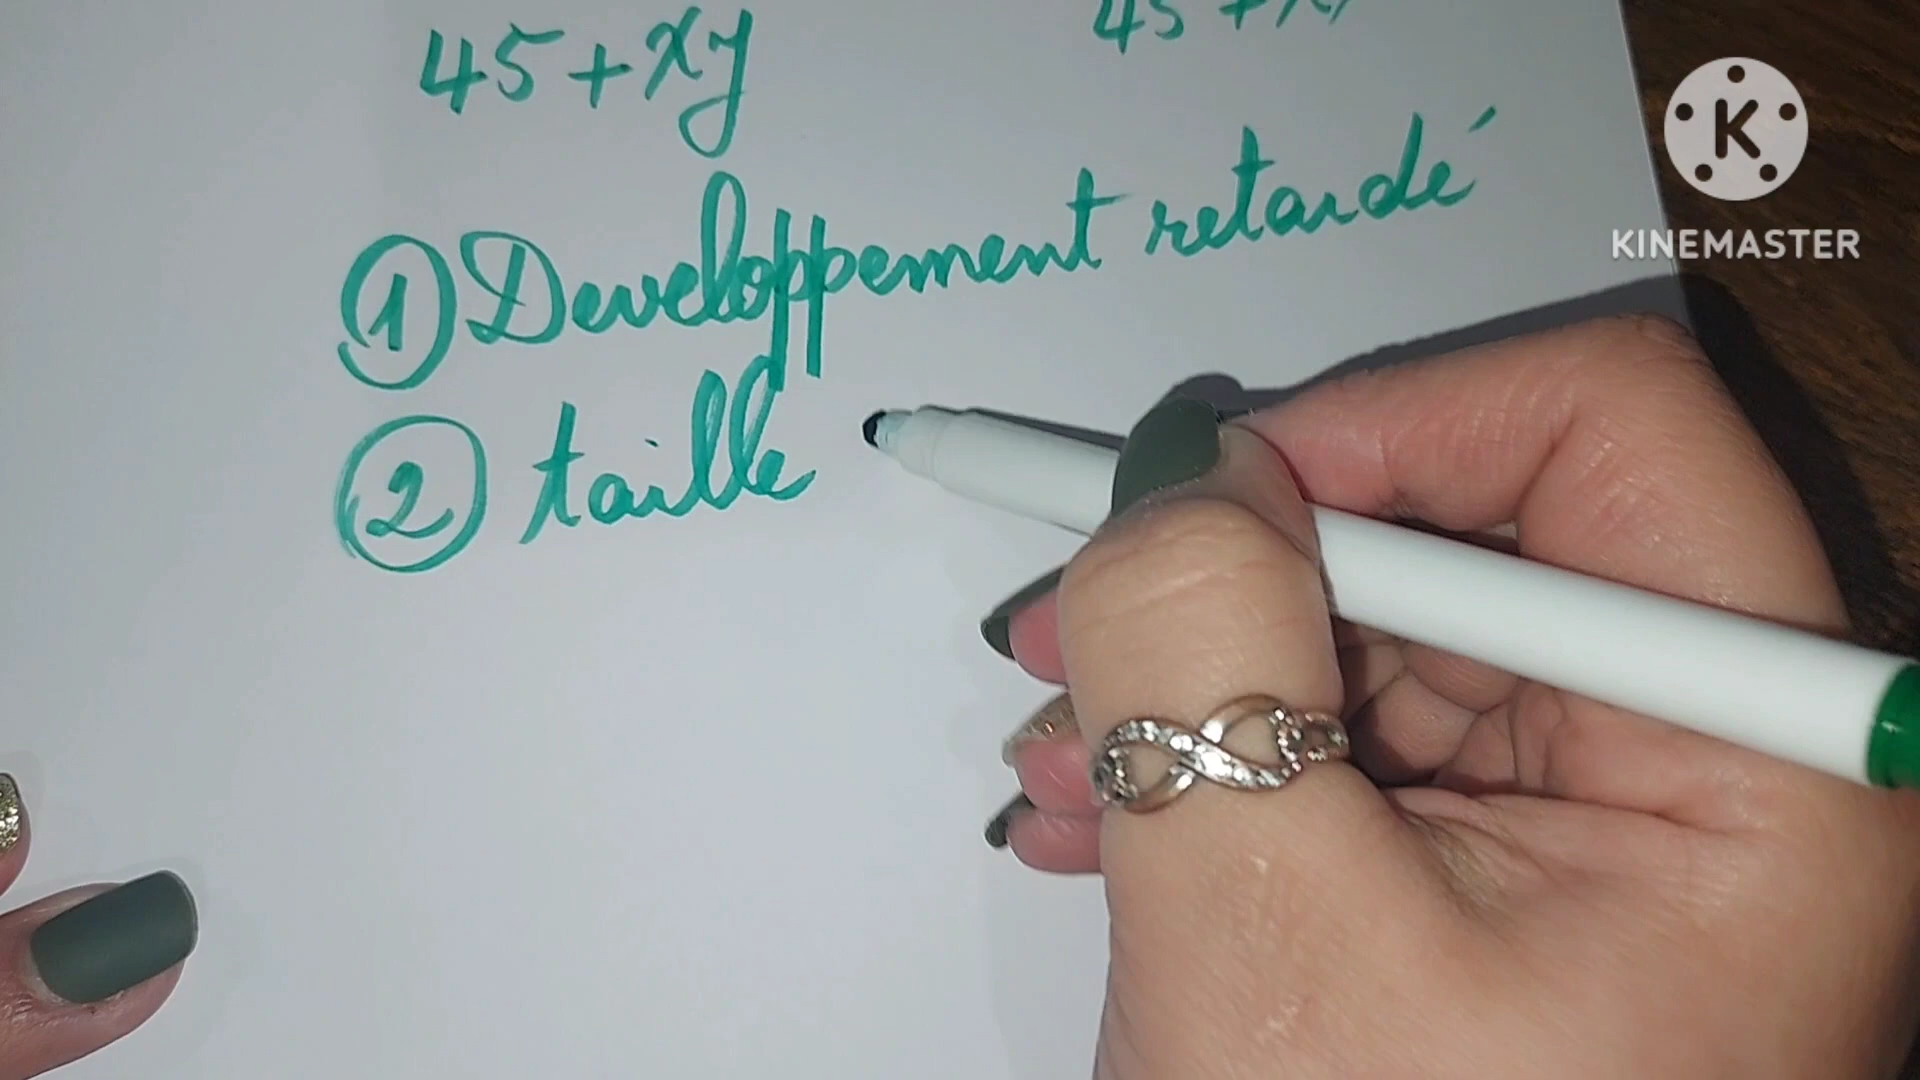 45+xy 45+x
① Developpement retardé
② taille
K
KINEMASTER